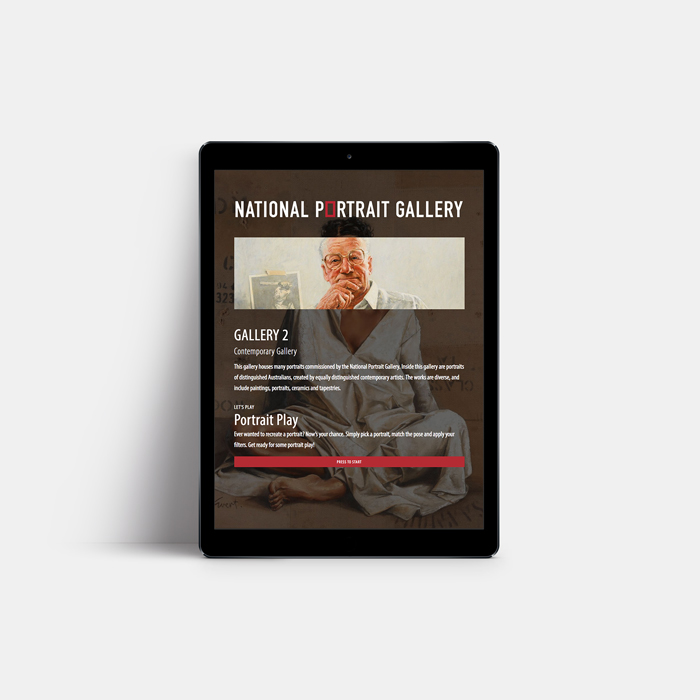 NATIONAL PORTRAIT GALLERY
GALLERY 2
Contemporary Gallery
This gallery houses many portraits commissioned by the National Portrait Gallery. Inside this gallery are portraits
of distinguished Australians, created by equally distinguished contemporary artists. The works are diverse, and
include paintings, portraits, ceramics and tapestries.
LET'S PLAY
Portrait Play
Ever wanted to recreate a portrait? Now's your chance. Simply pick a portrait, match the pose and apply your
filters. Get ready for some portrait play!
PRESS TO START